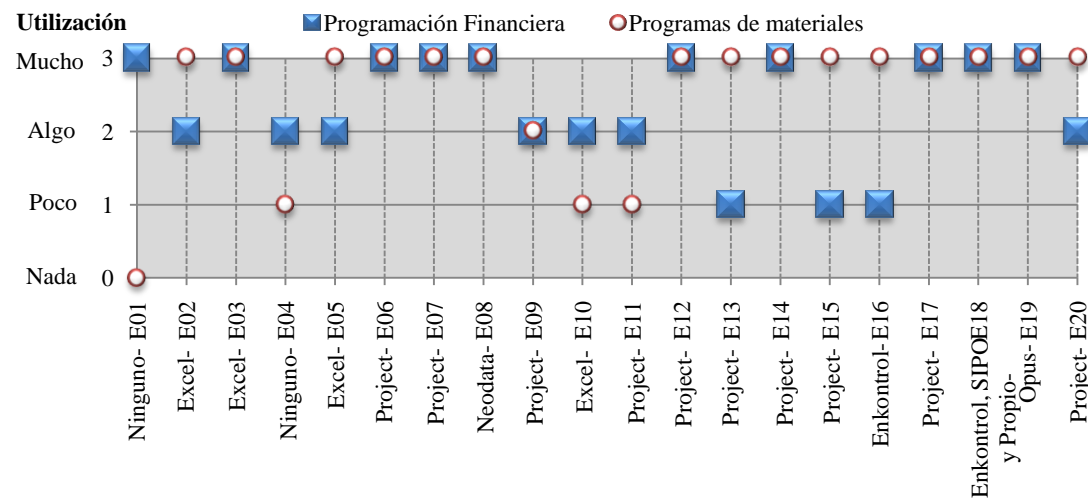 Utilización
Programación Financiera
Programas de materiales
Mucho 3
Algo 2
Poco 1
Nada 0
Ninguno- E01
Excel- E02
Excel- E03
Ninguno- E04
Excel- E05
Project- E06
Project- E07
Neodata- E08
Project- E09
Excel- E10
Project- E11
Project- E12
Project- E13
Project- E14
Project- E15
Enkontrol- E16
Project- E17
Enkontrol, SIPOE18
y Propio-
Opus- E19
Project- E20